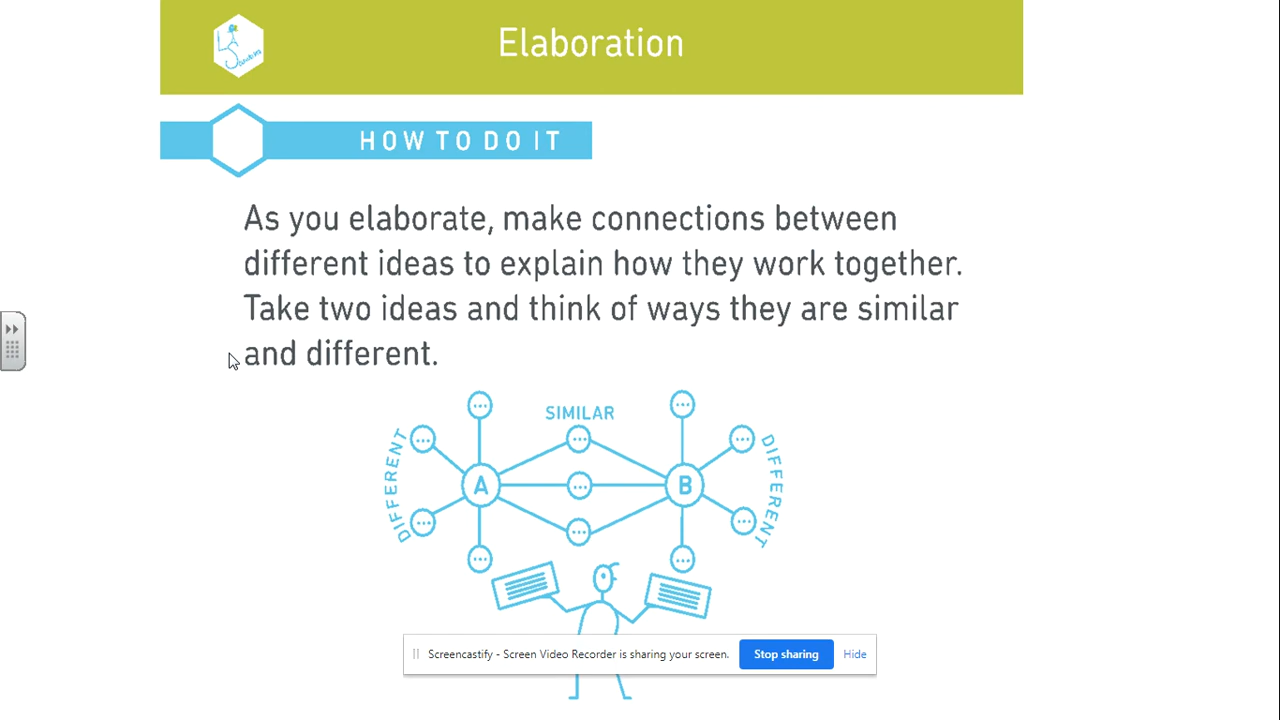 Elaboration
HOW TO DO IT
As you elaborate, make connections between
different ideas to explain how they work together.
Take two ideas and think of ways they are similar
and different.
SIMILAR
DIFFERENT
DIFFERENT
A
B
Screencastify - Screen Video Recorder is sharing your screen.
Stop sharing
Hide